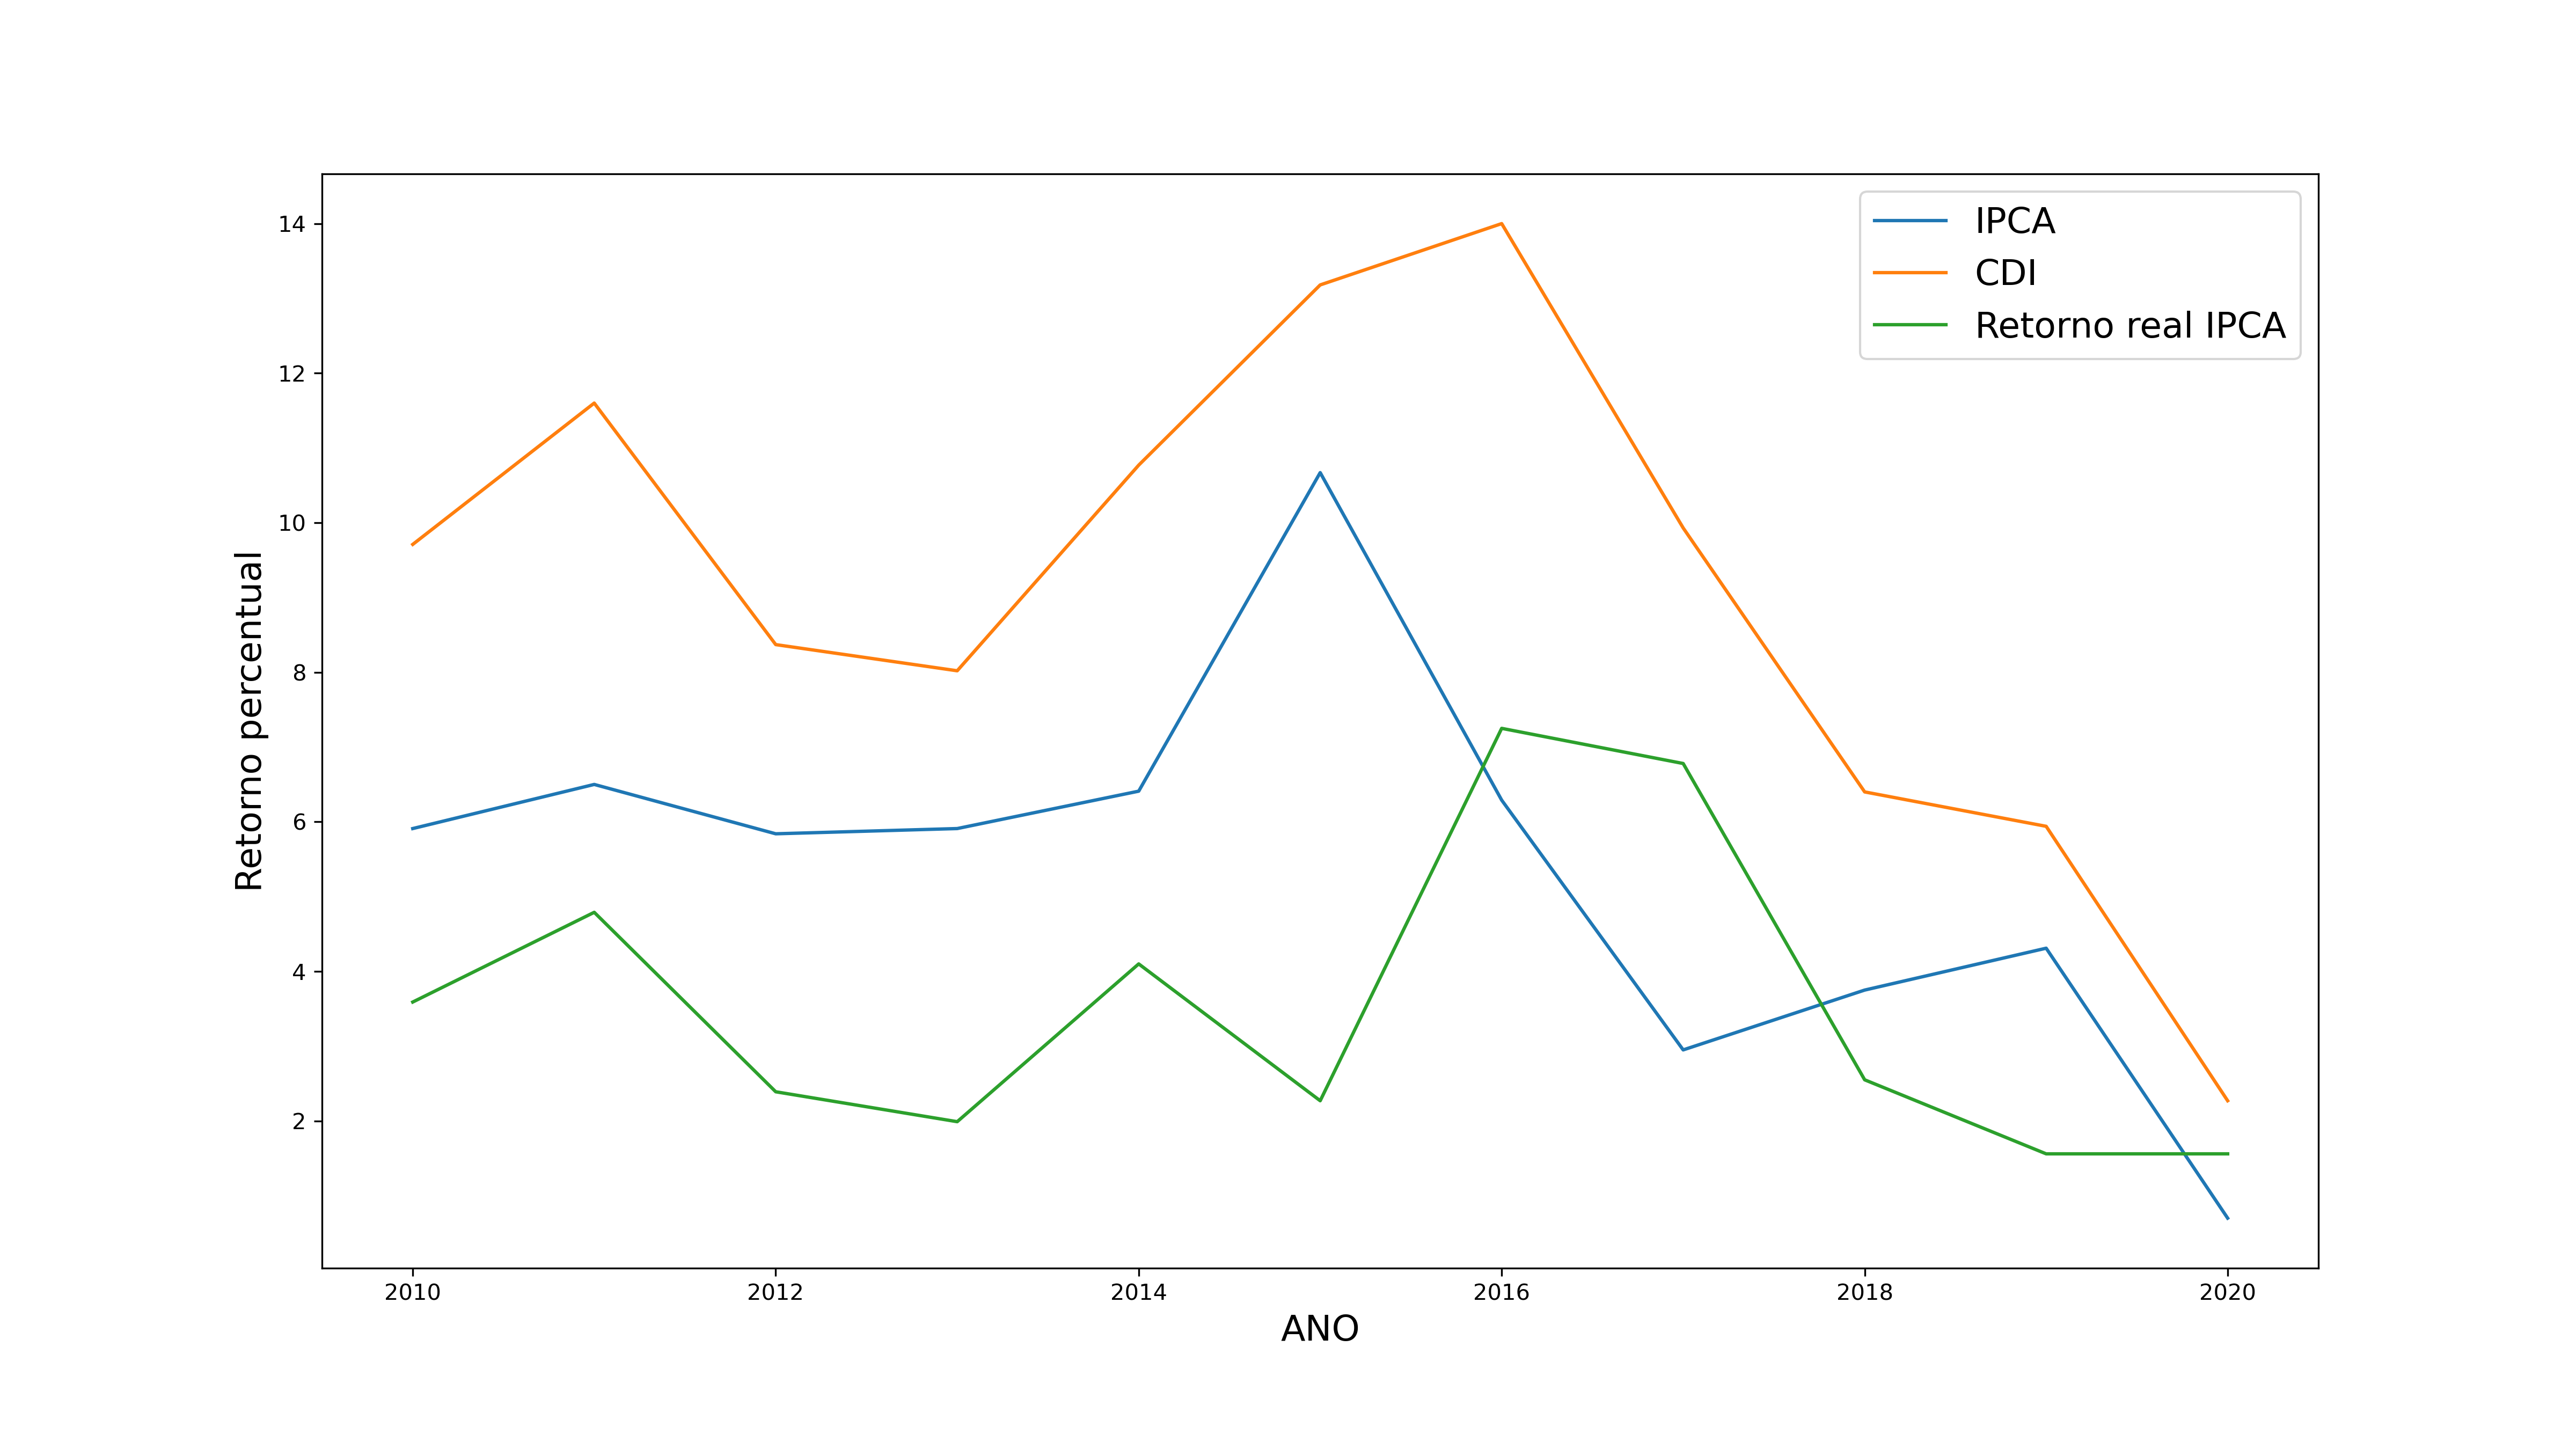 IPCA
CDI
Retorno real IPCA
Retorno percentual
14
12
10
8
6
4
2
2010
2012
2014
2016
2018
2020
ANO